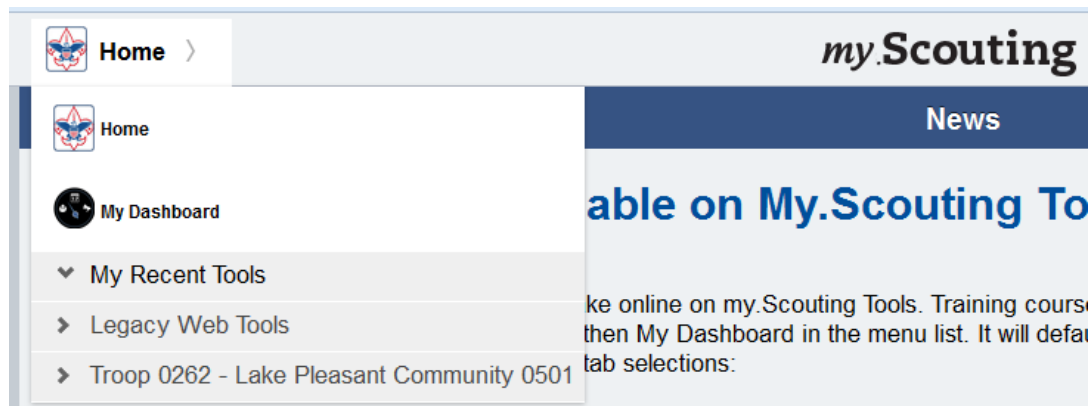 Home
my.Scouting
Home
News
My Dashboard
able on My.Scouting To
My Recent Tools
Legacy Web Tools
ke online on my.Scouting Tools. Training cours
then My Dashboard in the menu list. It will defau
Troop 0262 - Lake Pleasant Community 0501
tab selections: